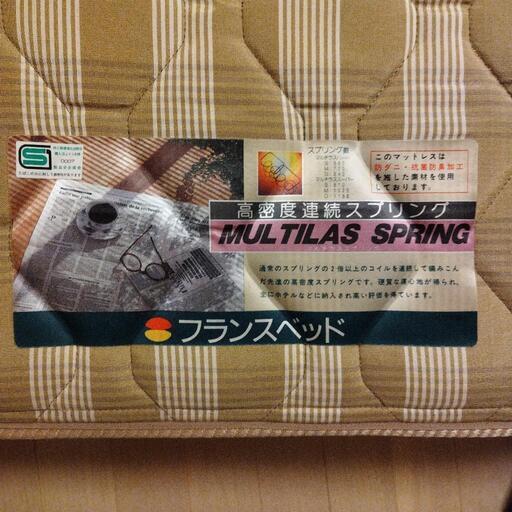 0007
スプリング数
このマットレスは
防ダニ・抗菌防臭加工
を施した素材を使用
しております。
高密度連続スプリング
MULTILAS SPRING
通常のスプリングの2倍以上のコイルを連続して編みこん
だ先進の高密度スプリングです。硬質な寝心地が得られ、
主にホテルなどに納入され高い評価を得ています。
フランスベッド